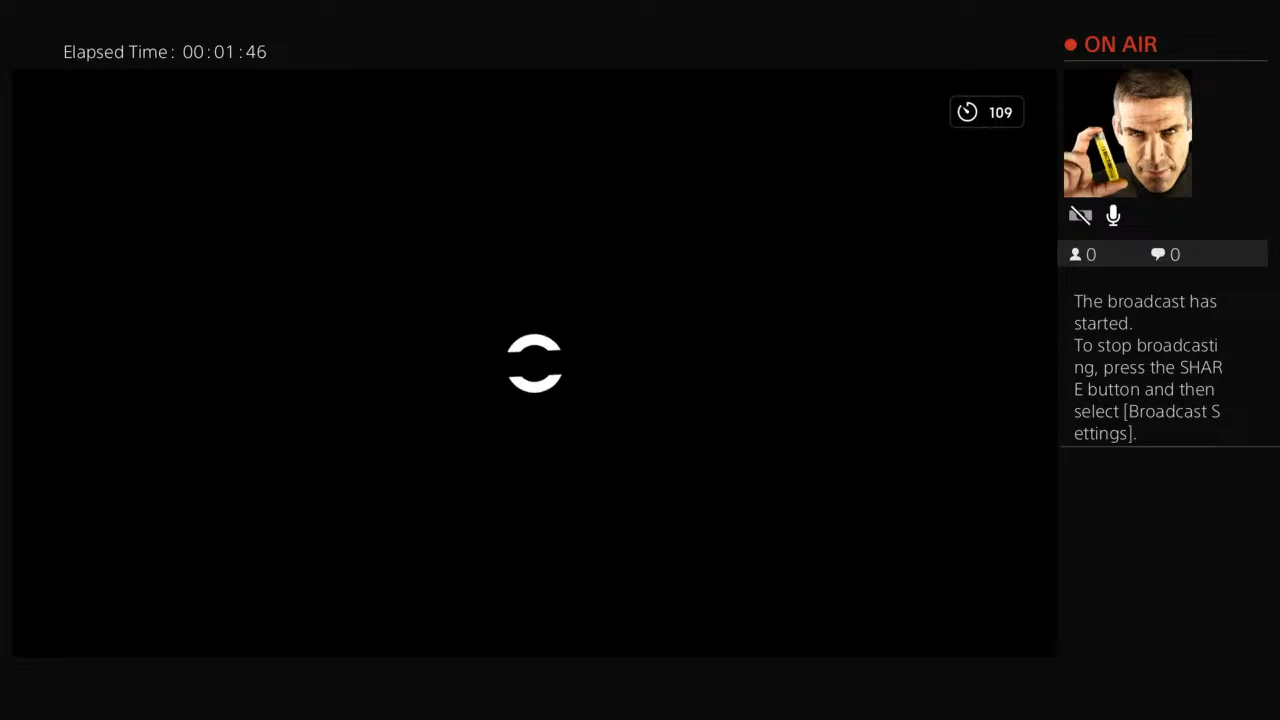 Elapsed Time: 00:01:46
ON AIR
109
0 0
The broadcast has
started.
To stop broadcasti
ng, press the SHAR
E button and then
select [Broadcast S
ettings].